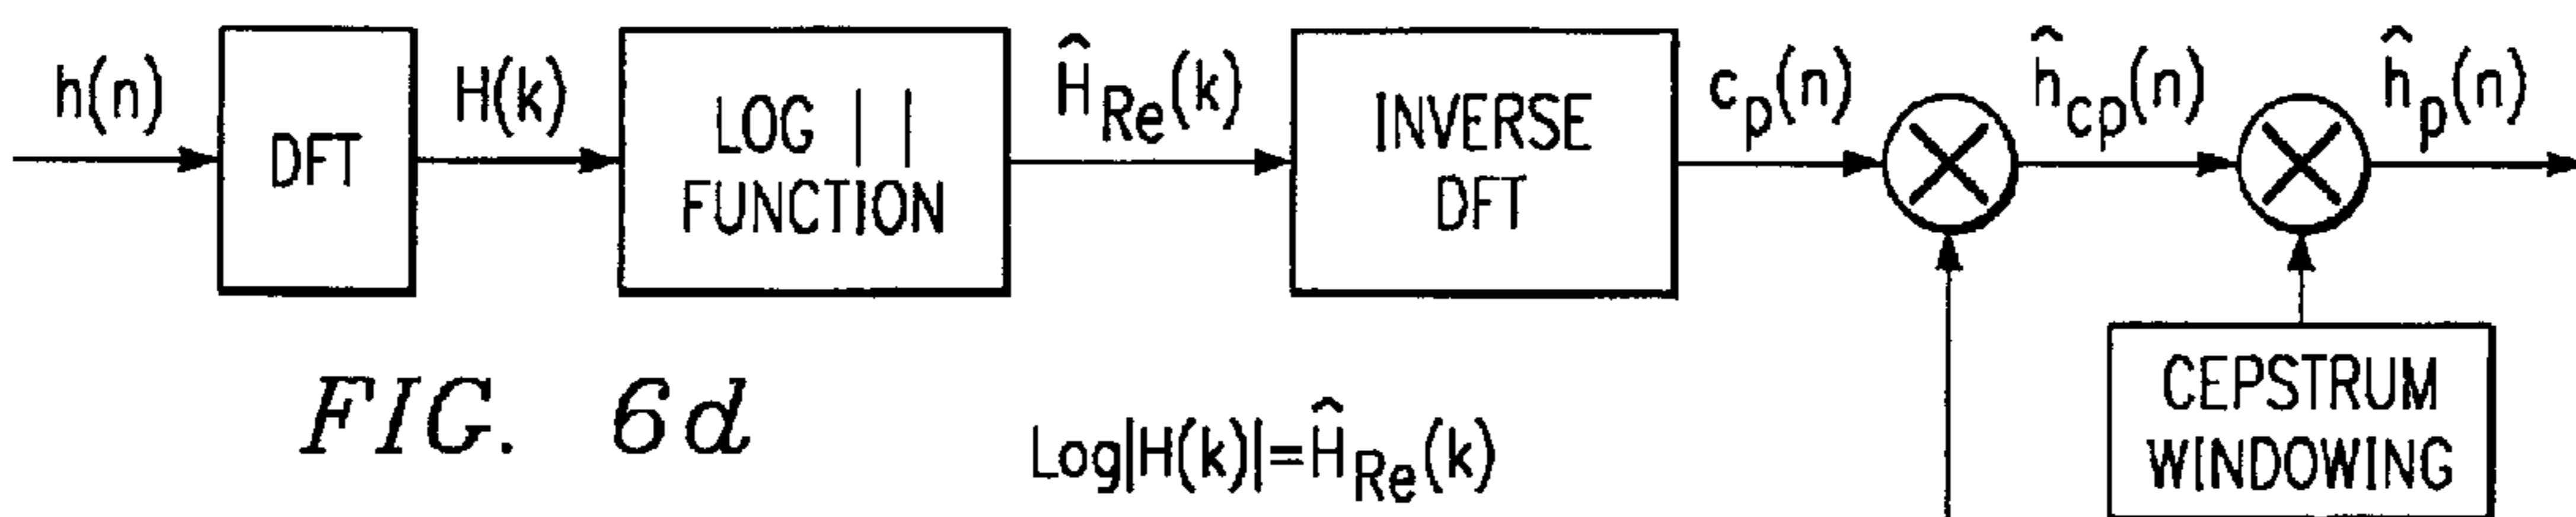 h(n)
DFT
H(k)
LOG | |
FUNCTION
Ĥ_Re(k)
INVERSE
DFT
c_p(n)
ĥ_cp(n)
ĥ_p(n)
CEPSTRUM
WINDOWING
FIG. 6d
Log|H(k)|=Ĥ_Re(k)